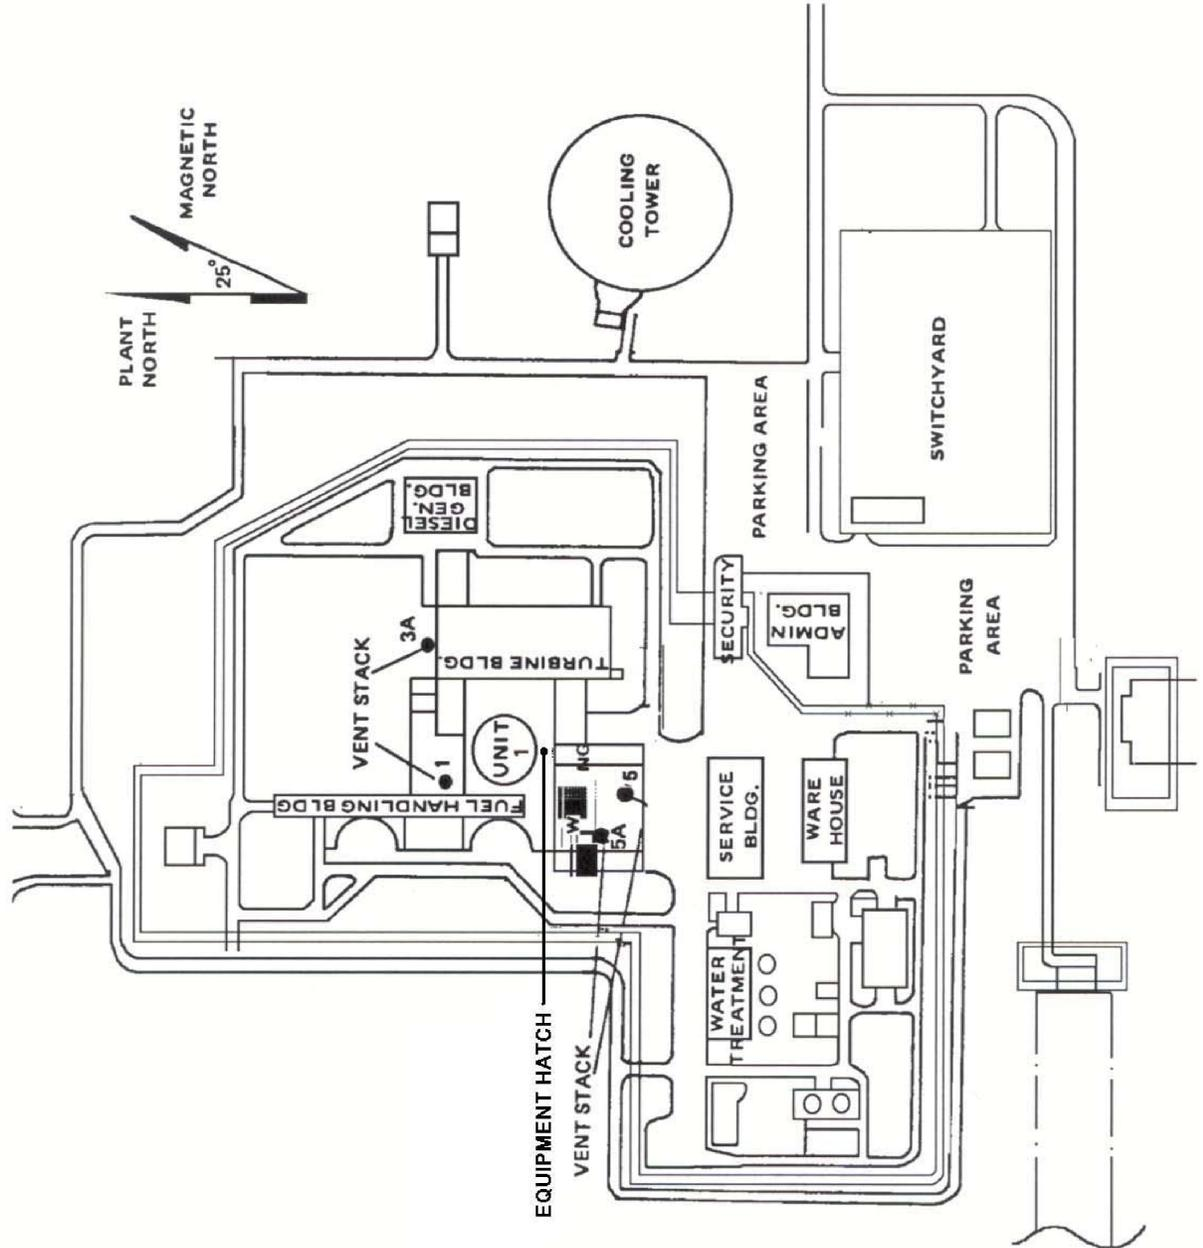 MAGNETIC
NORTH
25°
PLANT
NORTH
COOLING
TOWER
SWITCHYARD
PARKING AREA
DIESEL
GEN.
BLDG.
SECURITY
ADMIN
BLDG.
PARKING
AREA
3A
VENT STACK
1
TURBINE BLDG.
UNIT
1
FUEL HANDLING BLDG
W
NG
5
5A
SERVICE
BLDG.
WARE
HOUSE
WATER
TREATMENT
EQUIPMENT HATCH
VENT STACK